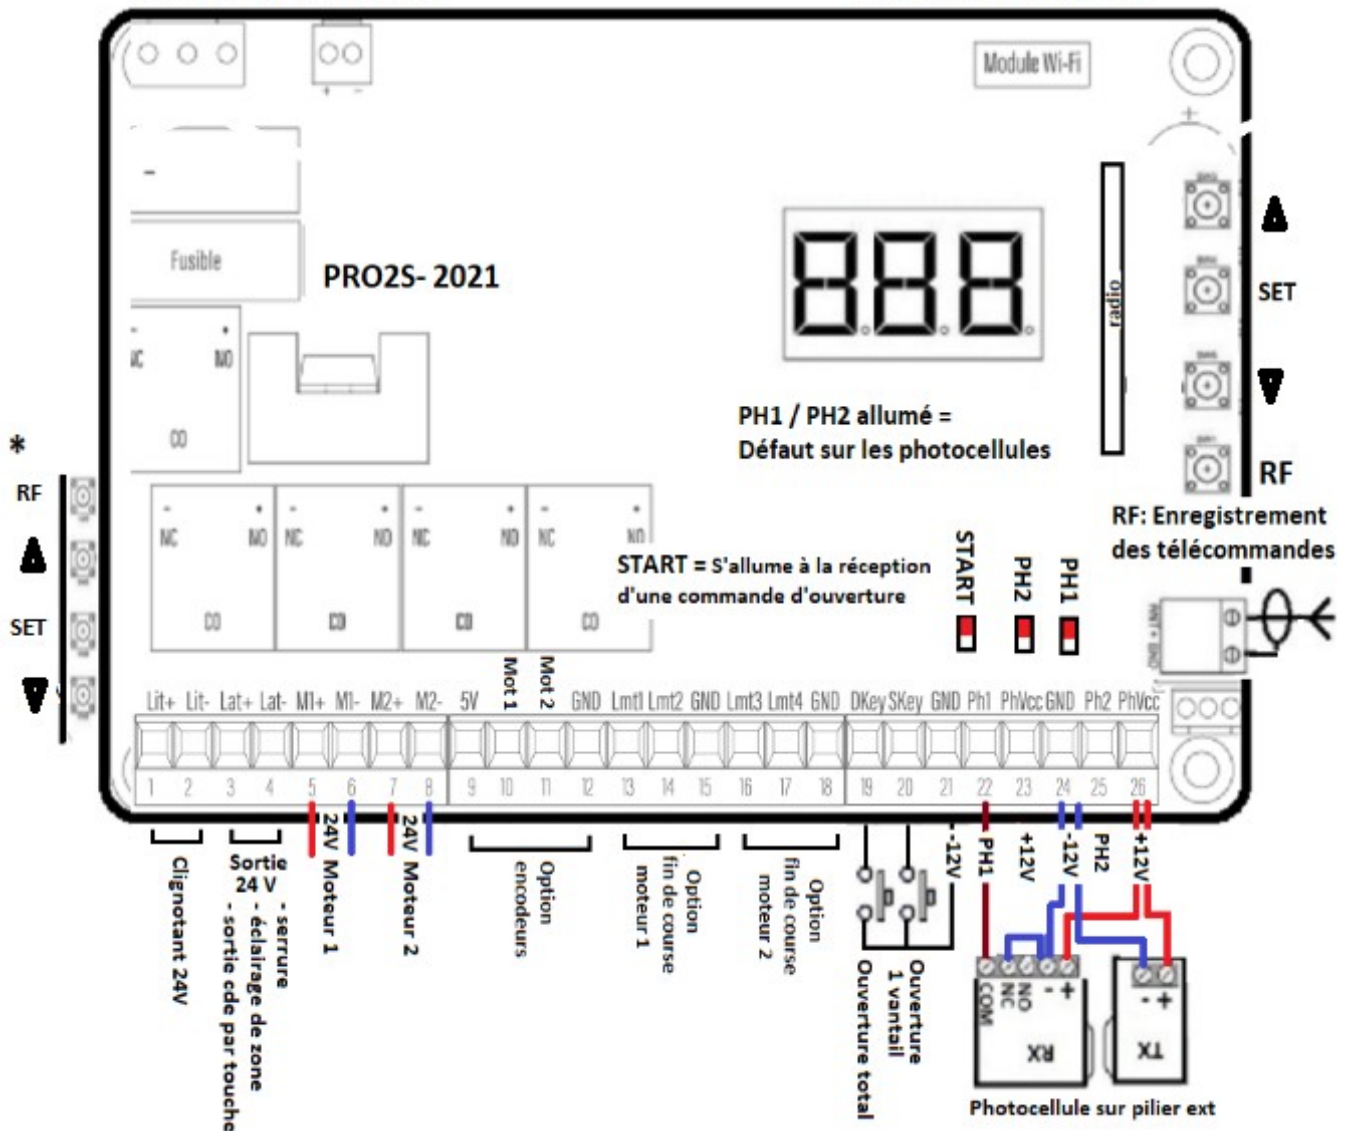 + -
Module Wi-Fi
+
-
Fusible
PRO2S- 2021
SET
radio
RF
PH1 / PH2 allumé =
Défaut sur les photocellules
RF: Enregistrement
des télécommandes
*
RF
SET
- +
NC NO
CO
- + - + - + - +
NC NO NC NO NC NO NC NO
CO CO CO CO
START = S'allume à la réception
d'une commande d'ouverture
START
PH2
PH1
ANT+ GND
Mot 1
Mot 2
Lit+ Lit- Lat+ Lat- M1+ M1- M2+ M2- 5V GND Lmt1 Lmt2 GND Lmt3 Lmt4 GND DKey SKey GND Ph1 PhVcc GND Ph2 PhVcc
1 2 3 4 5 6 7 8 9 10 11 12 13 14 15 16 17 18 19 20 21 22 23 24 25 26
Clignotant 24V
Sortie
24 V
- serrure
- éclairage de zone
- sortie cde par touche
24V Moteur 1
24V Moteur 2
Option
encodeurs
Option
fin de course
moteur 1
Option
fin de course
moteur 2
Ouverture total
Ouverture
1 vantail
-12V
PH1
+12V
-12V
PH2
+12V
COM
NC
NO
-
+
RX
-
+
TX
Photocellule sur pilier ext